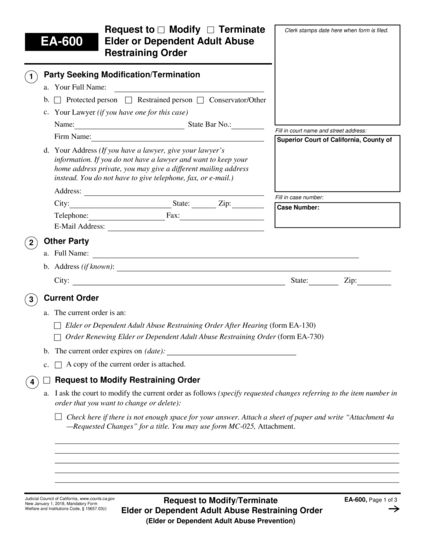 EA-600
Request to ☐ Modify ☐ Terminate
Elder or Dependent Adult Abuse
Restraining Order
Clerk stamps date here when form is filed.
1 Party Seeking Modification/Termination
a. Your Full Name:
b. ☐ Protected person ☐ Restrained person ☐ Conservator/Other
c. Your Lawyer (if you have one for this case)
Name: State Bar No.:
Firm Name:
d. Your Address (If you have a lawyer, give your lawyer's
information. If you do not have a lawyer and want to keep your
home address private, you may give a different mailing address
instead. You do not have to give telephone, fax, or e-mail.)
Address:
City: State: Zip:
Telephone: Fax:
E-Mail Address:
Fill in court name and street address:
Superior Court of California, County of
Fill in case number:
Case Number:
2 Other Party
a. Full Name:
b. Address (if known):
City: State: Zip:
3 Current Order
a. The current order is an:
☐ Elder or Dependent Adult Abuse Restraining Order After Hearing (form EA-130)
☐ Order Renewing Elder or Dependent Adult Abuse Restraining Order (form EA-730)
b. The current order expires on (date):
c. ☐ A copy of the current order is attached.
4 ☐ Request to Modify Restraining Order
a. I ask the court to modify the current order as follows (specify requested changes referring to the item number in
order that you want to change or delete):
☐ Check here if there is not enough space for your answer. Attach a sheet of paper and write "Attachment 4a
—Requested Changes" for a title. You may use form MC-025, Attachment.
Judicial Council of California, www.courts.ca.gov
New January 1, 2018, Mandatory Form
Welfare and Institutions Code, § 15657.03(i)
Request to Modify/Terminate
Elder or Dependent Adult Abuse Restraining Order
(Elder or Dependent Adult Abuse Prevention)
EA-600, Page 1 of 3
→